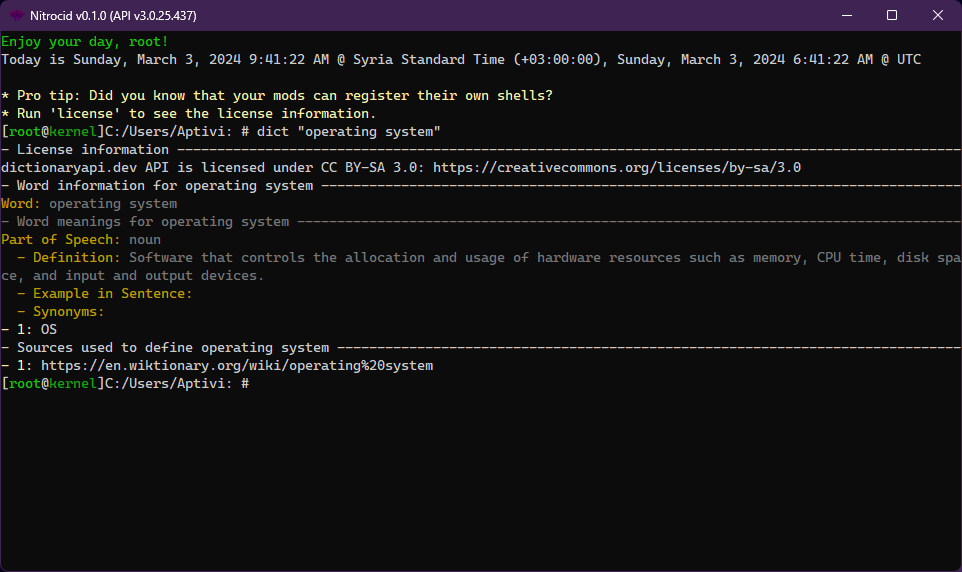 Nitrocid v0.1.0 (API v3.0.25.437)
Enjoy your day, root!
Today is Sunday, March 3, 2024 9:41:22 AM @ Syria Standard Time (+03:00:00), Sunday, March 3, 2024 6:41:22 AM @ UTC
* Pro tip: Did you know that your mods can register their own shells?
* Run 'license' to see the license information.
[root@kernel]C:/Users/Aptivi: # dict "operating system"
- License information --------------------------------------------------------------------------------------------------
dictionaryapi.dev API is licensed under CC BY-SA 3.0: https://creativecommons.org/licenses/by-sa/3.0
- Word information for operating system --------------------------------------------------------------------------------
Word: operating system
- Word meanings for operating system -----------------------------------------------------------------------------------
Part of Speech: noun
  - Definition: Software that controls the allocation and usage of hardware resources such as memory, CPU time, disk spa
ce, and input and output devices.
  - Example in Sentence:
  - Synonyms:
- 1: OS
- Sources used to define operating system ------------------------------------------------------------------------------
- 1: https://en.wiktionary.org/wiki/operating%20system
[root@kernel]C:/Users/Aptivi: #